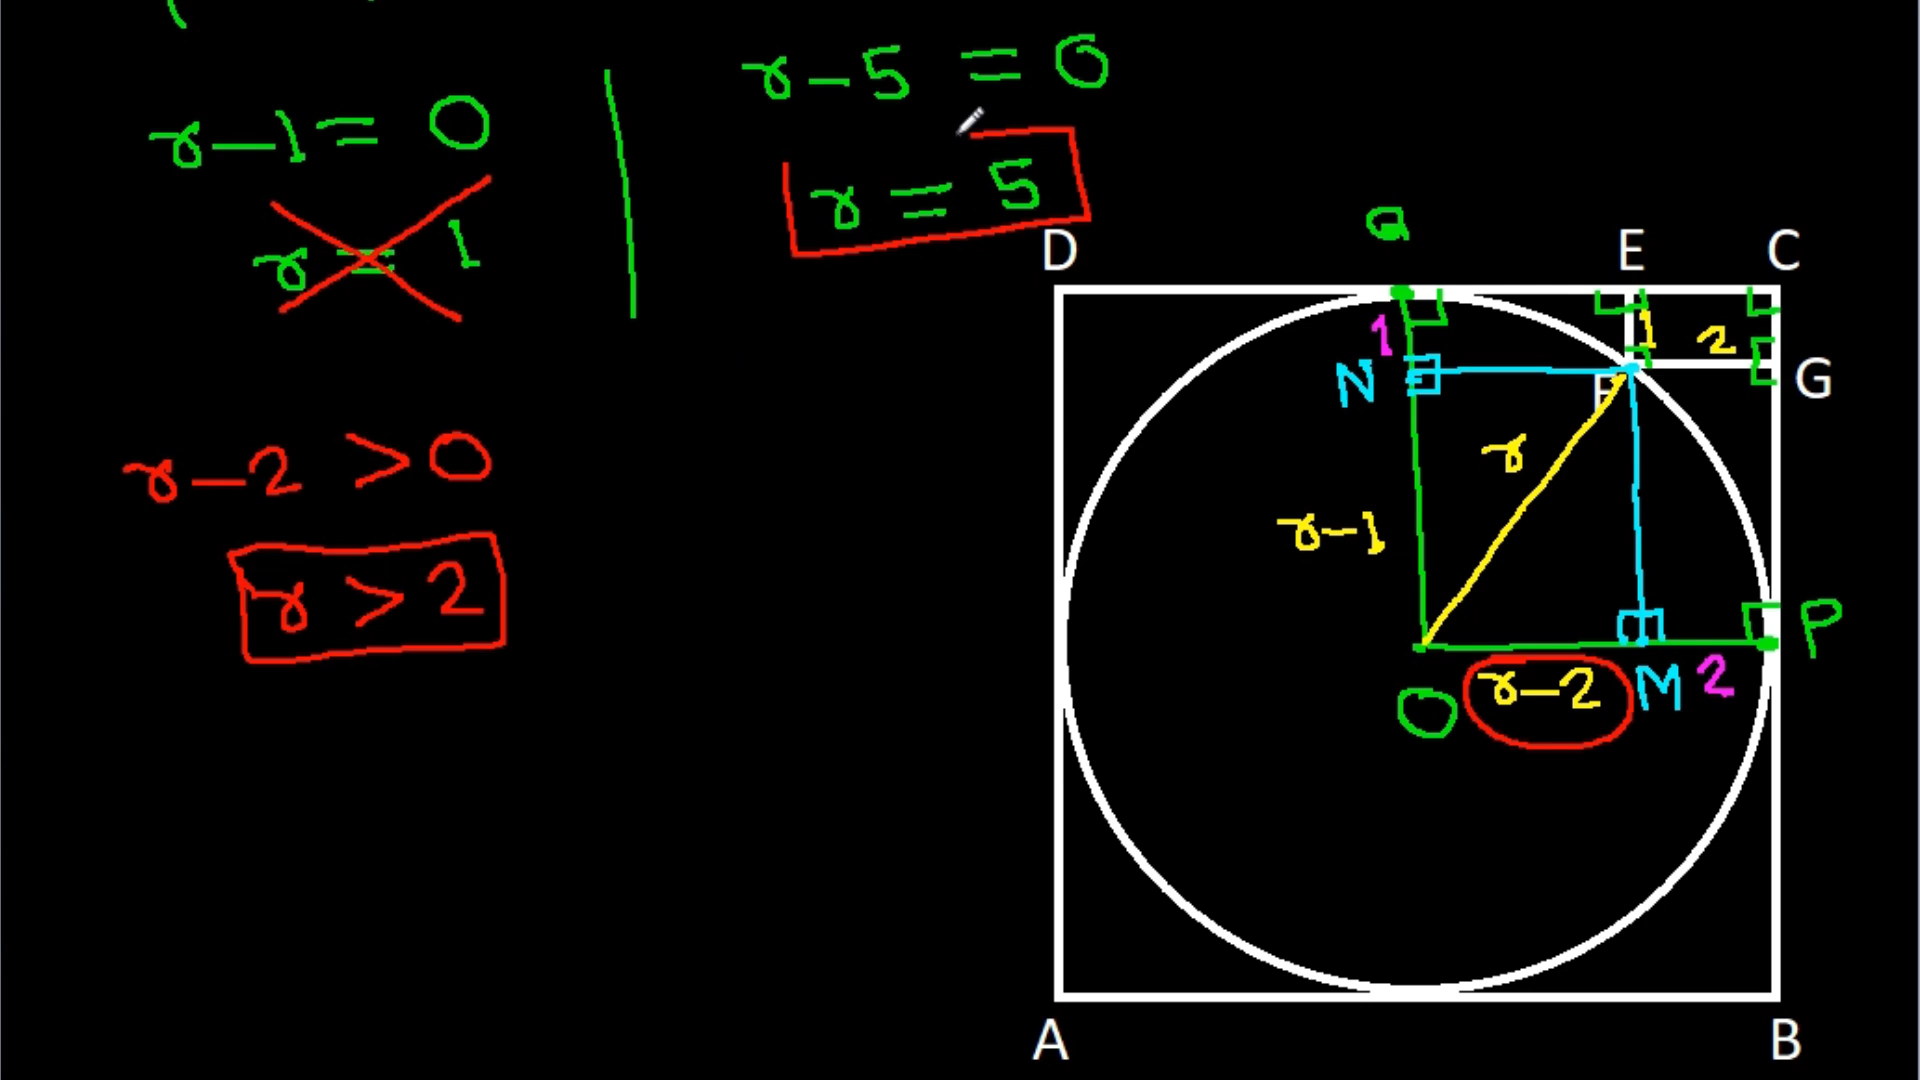 r - 1 = 0
r = 1
r - 2 > 0
r > 2
r - 5 = 0
r = 5
Q
D
E
C
1
1
2
N
F
G
r
r - 1
P
O
r - 2
M
2
A
B